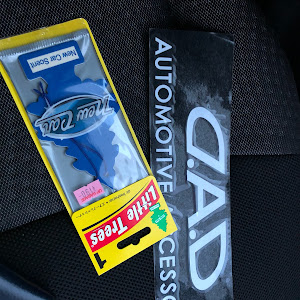 New Car Scent
New Car
Little Trees
1
D.A.D
AUTOMOTIVE ACCESSO